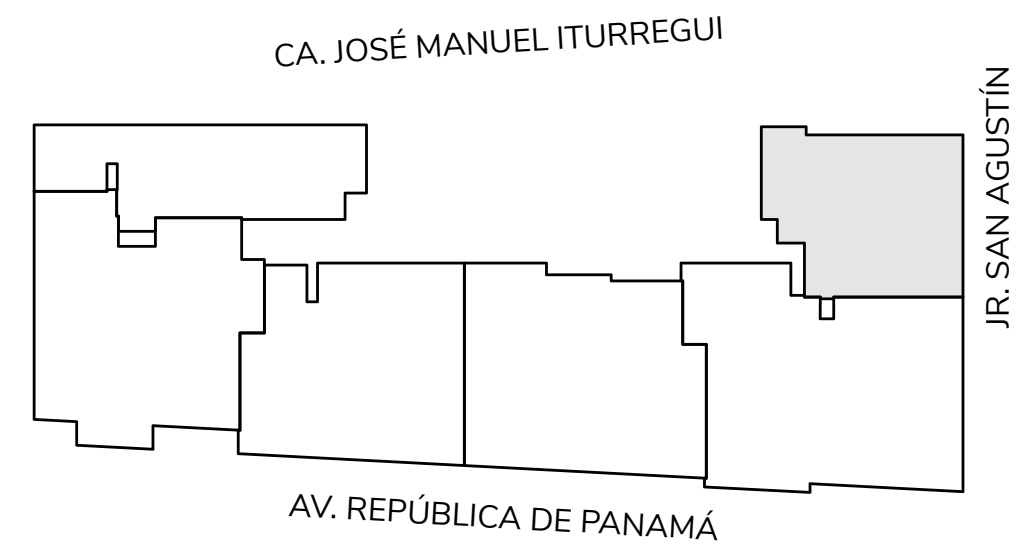 CA. JOSÉ MANUEL ITURREGUI
JR. SAN AGUSTÍN
AV. REPÚBLICA DE PANAMÁ